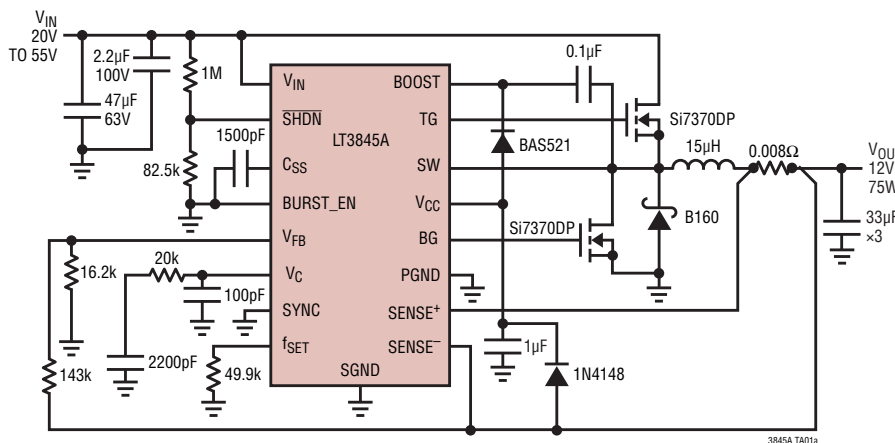 VIN
20V
TO 55V
2.2µF
100V
47µF
63V
1M
82.5k
1500pF
VIN
SHDN
CSS
BURST_EN
VFB
VC
SYNC
fSET
SGND
LT3845A
BOOST
TG
SW
VCC
BG
PGND
SENSE+
SENSE–
0.1µF
BAS521
Si7370DP
Si7370DP
15µH
0.008Ω
B160
VOUT
12V
75W
33µF
×3
16.2k
143k
20k
100pF
2200pF
49.9k
1µF
1N4148
3845A TA01a